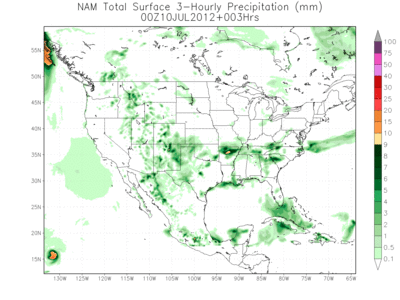 NAM Total Surface 3-Hourly Precipitation (mm)
00Z10JUL2012+003Hrs
55N
50N
45N
40N
35N
30N
25N
20N
15N
130W 125W 120W 115W 110W 105W 100W 95W 90W 85W 80W 75W 70W 65W
100
75
50
35
30
25
20
15
10
9
8
7
6
5
4
3
2
1
0.5
0.1